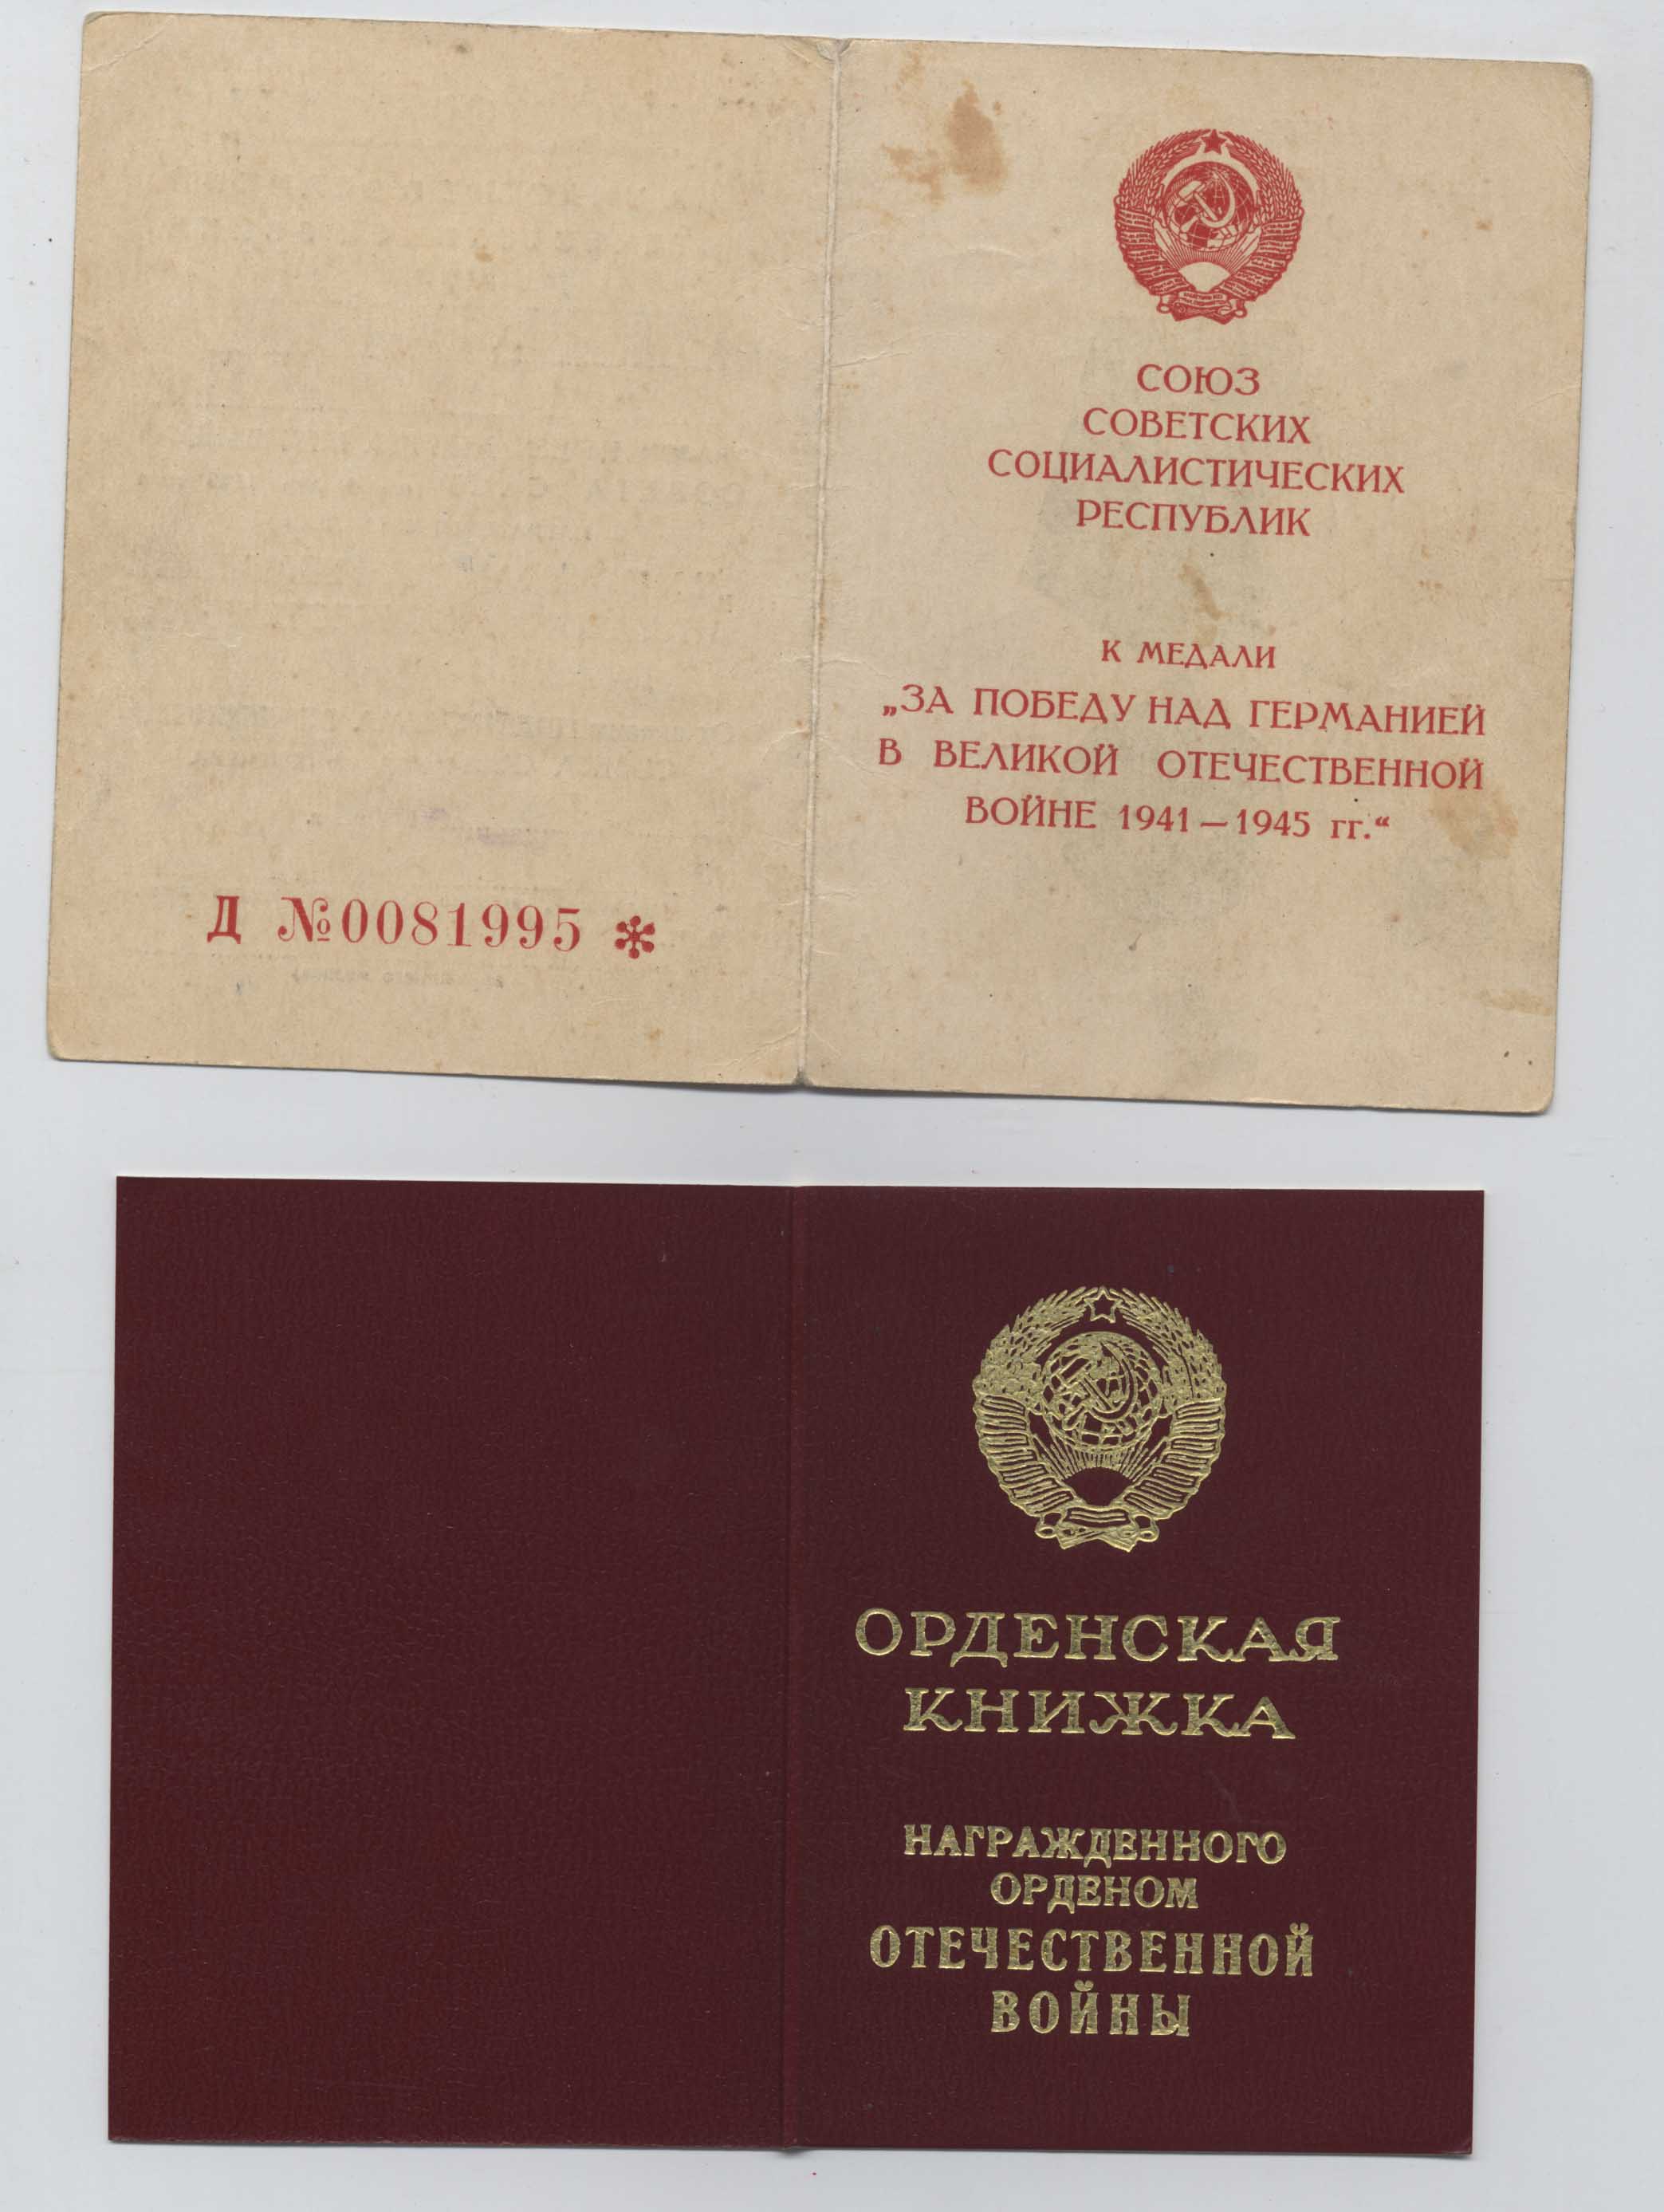 СОЮЗ
СОВЕТСКИХ
СОЦИАЛИСТИЧЕСКИХ
РЕСПУБЛИК
К МЕДАЛИ
„ЗА ПОБЕДУ НАД ГЕРМАНИЕЙ
В ВЕЛИКОЙ ОТЕЧЕСТВЕННОЙ
ВОЙНЕ 1941 — 1945 гг.“
Д №0081995 *
ОРДЕНСКАЯ
КНИЖКА
НАГРАЖДЕННОГО
ОРДЕНОМ
ОТЕЧЕСТВЕННОЙ
ВОЙНЫ